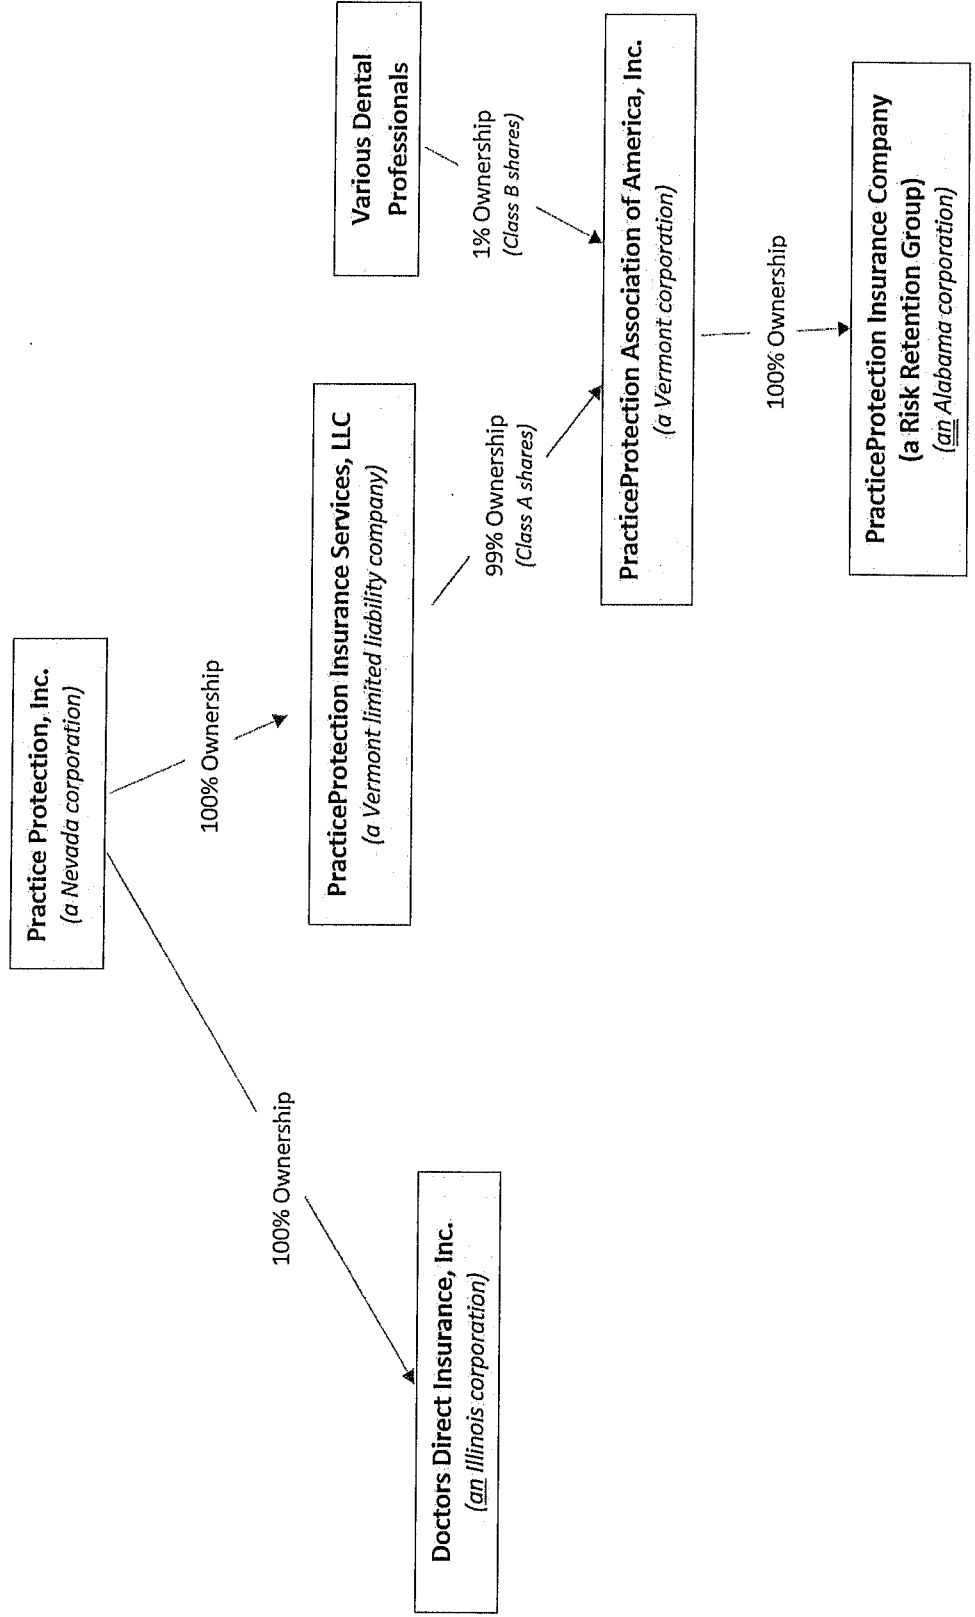 Practice Protection, Inc.
(a Nevada corporation)
100% Ownership
100% Ownership
Doctors Direct Insurance, Inc.
(an Illinois corporation)
PracticeProtection Insurance Services, LLC
(a Vermont limited liability company)
Various Dental
Professionals
99% Ownership
(Class A shares)
1% Ownership
(Class B shares)
PracticeProtection Association of America, Inc.
(a Vermont corporation)
100% Ownership
PracticeProtection Insurance Company
(a Risk Retention Group)
(an Alabama corporation)